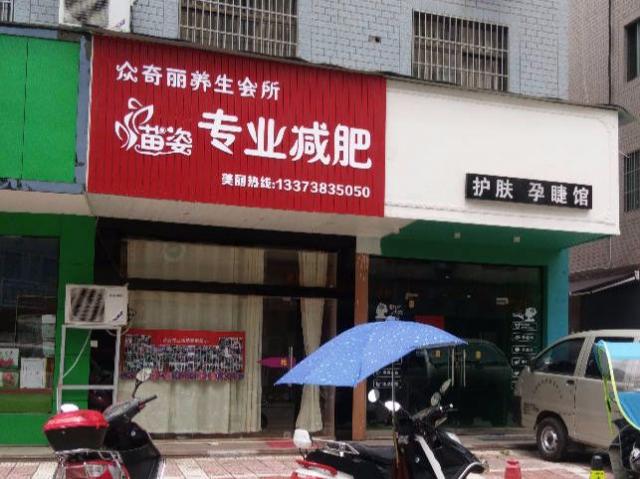 众奇丽养生会所
苗姿 专业减肥
美丽热线:13373835050
护肤 孕睫馆